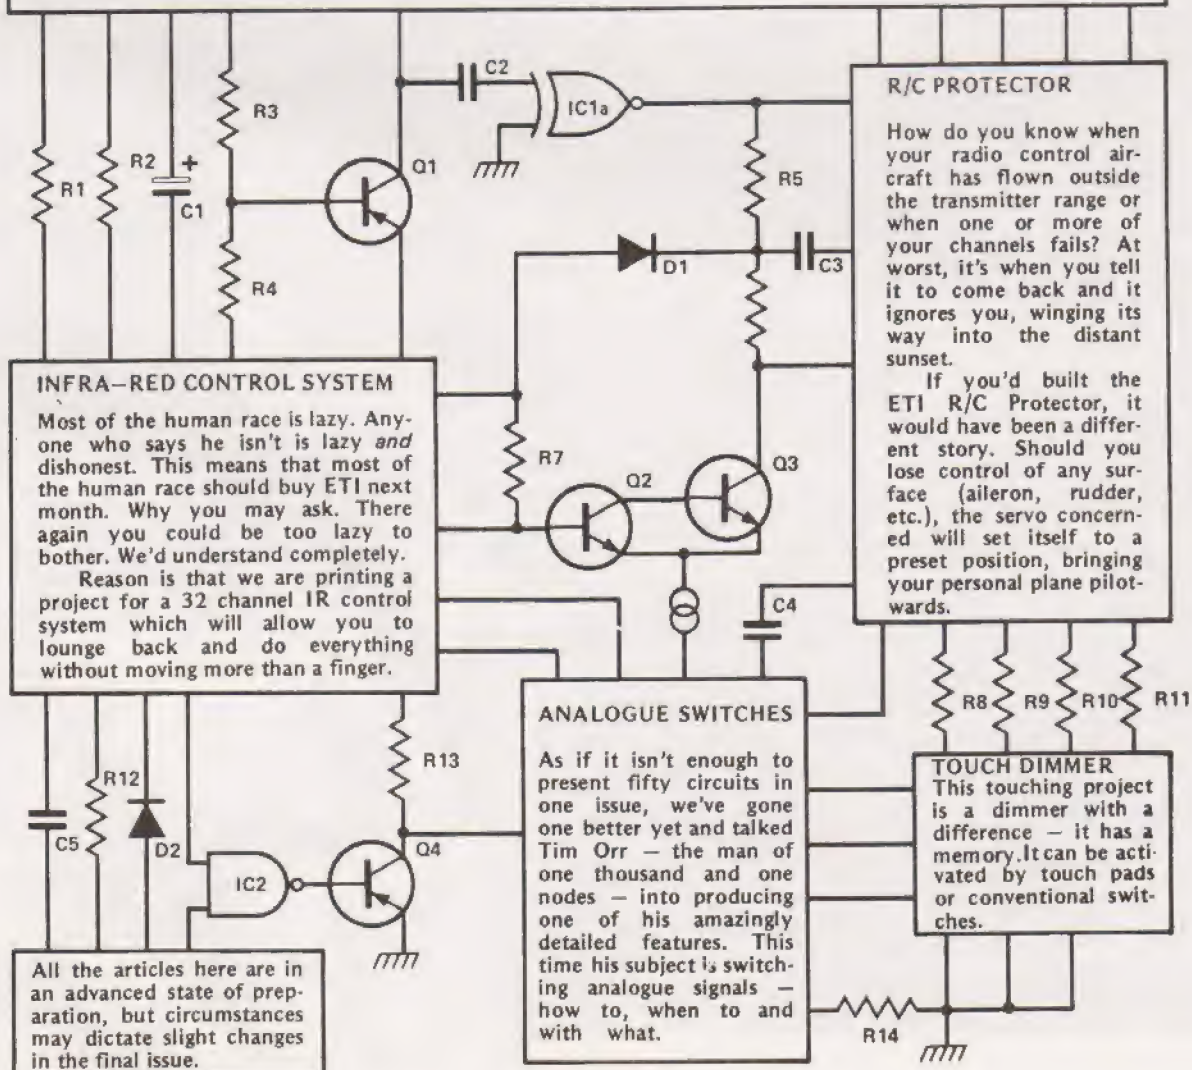 C2
R3
IC1a
R/C PROTECTOR
How do you know when
your radio control air-
craft has flown outside
the transmitter range or
when one or more of
your channels fails? At
worst, it's when you tell
it to come back and it
ignores you, winging its
way into the distant
sunset.
If you'd built the
ETI R/C Protector, it
would have been a differ-
ent story. Should you
lose control of any sur-
face (aileron, rudder,
etc.), the servo concern-
ed will set itself to a
preset position, bringing
your personal plane pilot-
wards.
R1
R2
+
C1
Q1
R5
R4
D1
C3
INFRA-RED CONTROL SYSTEM
Most of the human race is lazy. Any-
one who says he isn't is lazy and
dishonest. This means that most of
the human race should buy ETI next
month. Why you may ask. There
again you could be too lazy to
bother. We'd understand completely.
Reason is that we are printing a
project for a 32 channel IR control
system which will allow you to
lounge back and do everything
without moving more than a finger.
R7
Q2
Q3
C4
R8
R9
R10
R11
ANALOGUE SWITCHES
As if it isn't enough to
present fifty circuits in
one issue, we've gone
one better yet and talked
Tim Orr — the man of
one thousand and one
nodes — into producing
one of his amazingly
detailed features. This
time his subject is switch-
ing analogue signals —
how to, when to and
with what.
TOUCH DIMMER
This touching project
is a dimmer with a
difference — it has a
memory.It can be acti-
vated by touch pads
or conventional swit-
ches.
R13
R12
C5
D2
IC2
Q4
R14
All the articles here are in
an advanced state of prep-
aration, but circumstances
may dictate slight changes
in the final issue.